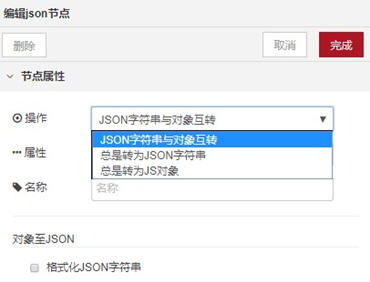 编辑json节点
删除 取消 完成
节点属性
操作 JSON字符串与对象互转
JSON字符串与对象互转
属性 总是转为JSON字符串
总是转为JS对象
名称 名称
对象至JSON
格式化JSON字符串